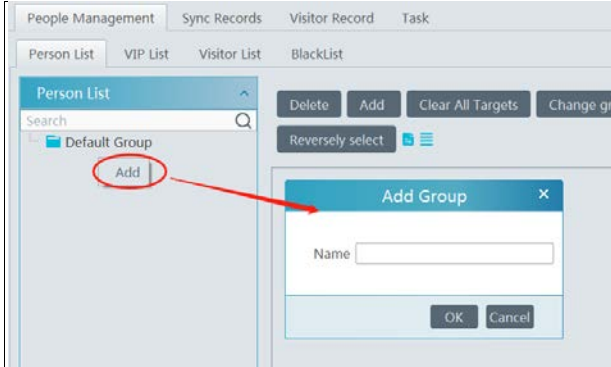 People Management Sync Records Visitor Record Task
Person List VIP List Visitor List BlackList
Person List
Search
Default Group
Add
Delete Add Clear All Targets Change gr
Reversely select
Add Group
Name
OK Cancel